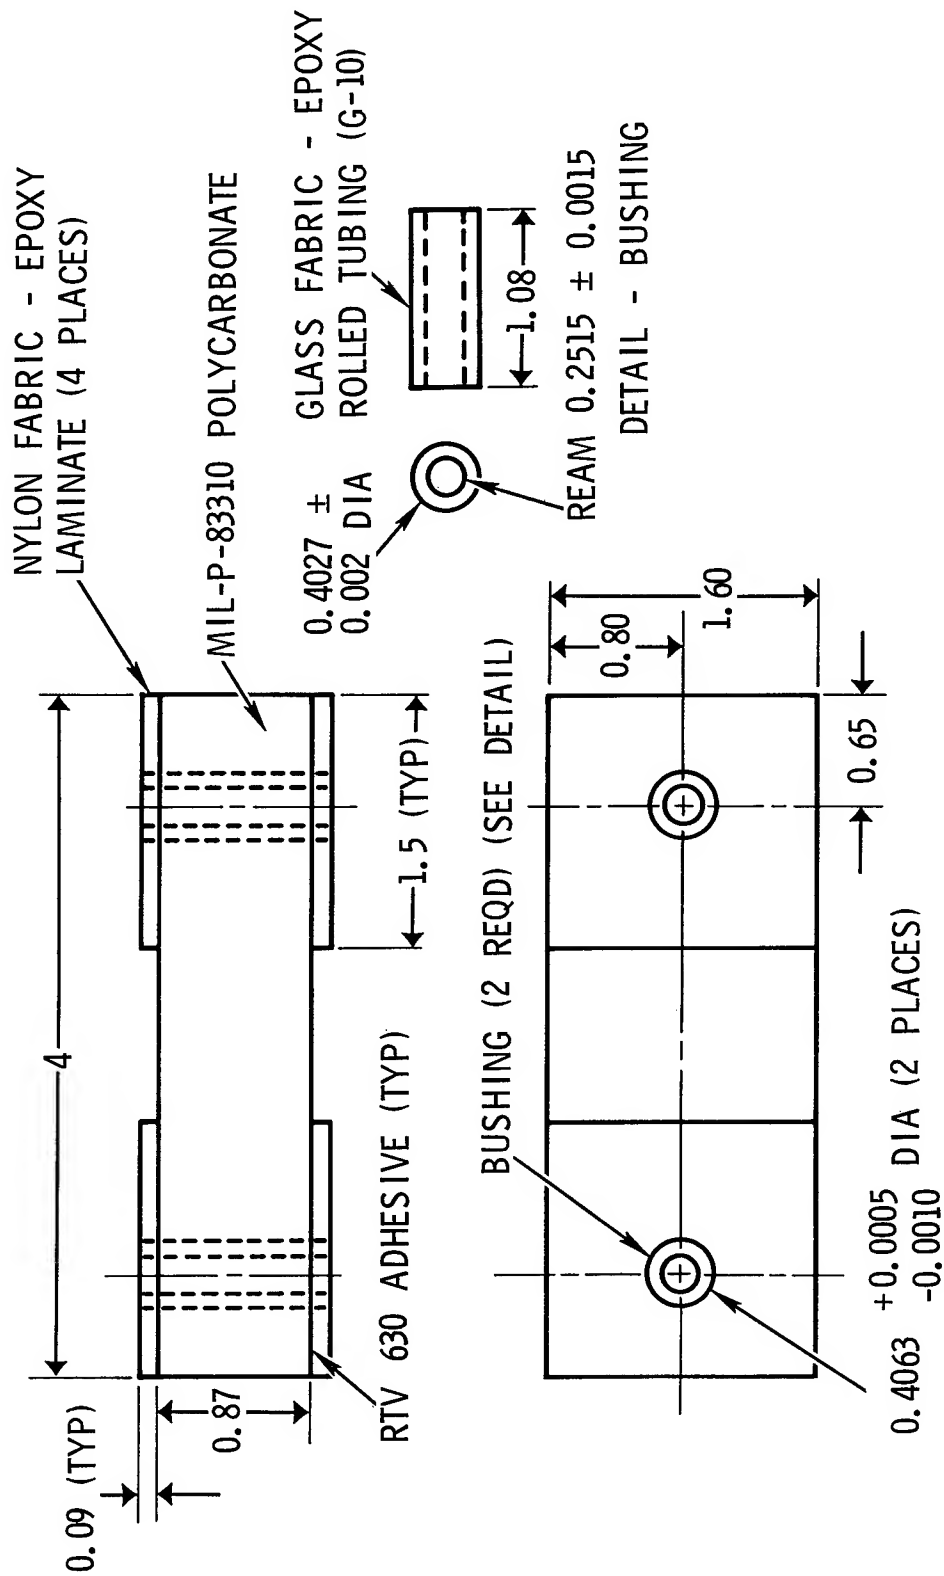 NYLON FABRIC - EPOXY
LAMINATE (4 PLACES)
4
MIL-P-83310 POLYCARBONATE
0.09 (TYP)
0.87
1.5 (TYP)
RTV 630 ADHESIVE (TYP)
GLASS FABRIC - EPOXY
ROLLED TUBING (G-10)
0.4027 ±
0.002 DIA
1.08
REAM 0.2515 ± 0.0015
DETAIL - BUSHING
BUSHING (2 REQD) (SEE DETAIL)
0.80
1.60
0.65
0.4063 +0.0005
-0.0010 DIA (2 PLACES)